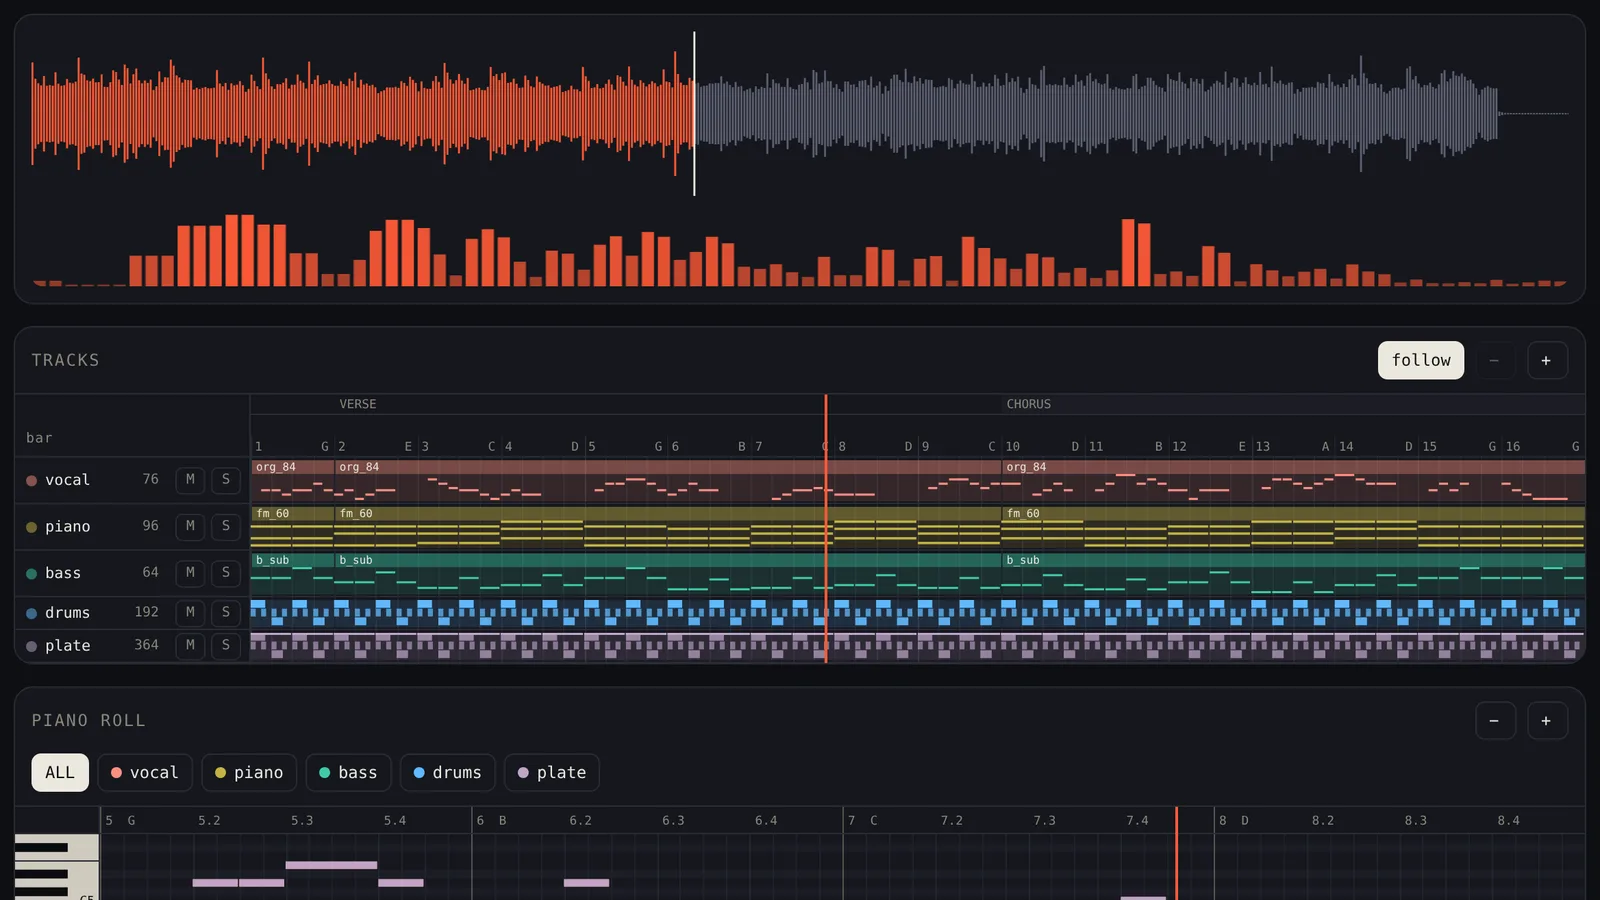 TRACKS follow − +
VERSE CHORUS
bar 1 G 2 E 3 C 4 D 5 G 6 B 7 C 8 D 9 C 10 D 11 B 12 E 13 A 14 D 15 G 16 G
org_84 org_84 org_84
vocal 76 M S
fm_60 fm_60 fm_60
piano 96 M S
b_sub b_sub b_sub
bass 64 M S
drums 192 M S
plate 364 M S
PIANO ROLL − +
ALL vocal piano bass drums plate
5 G 5.2 5.3 5.4 6 B 6.2 6.3 6.4 7 C 7.2 7.3 7.4 8 D 8.2 8.3 8.4
C5